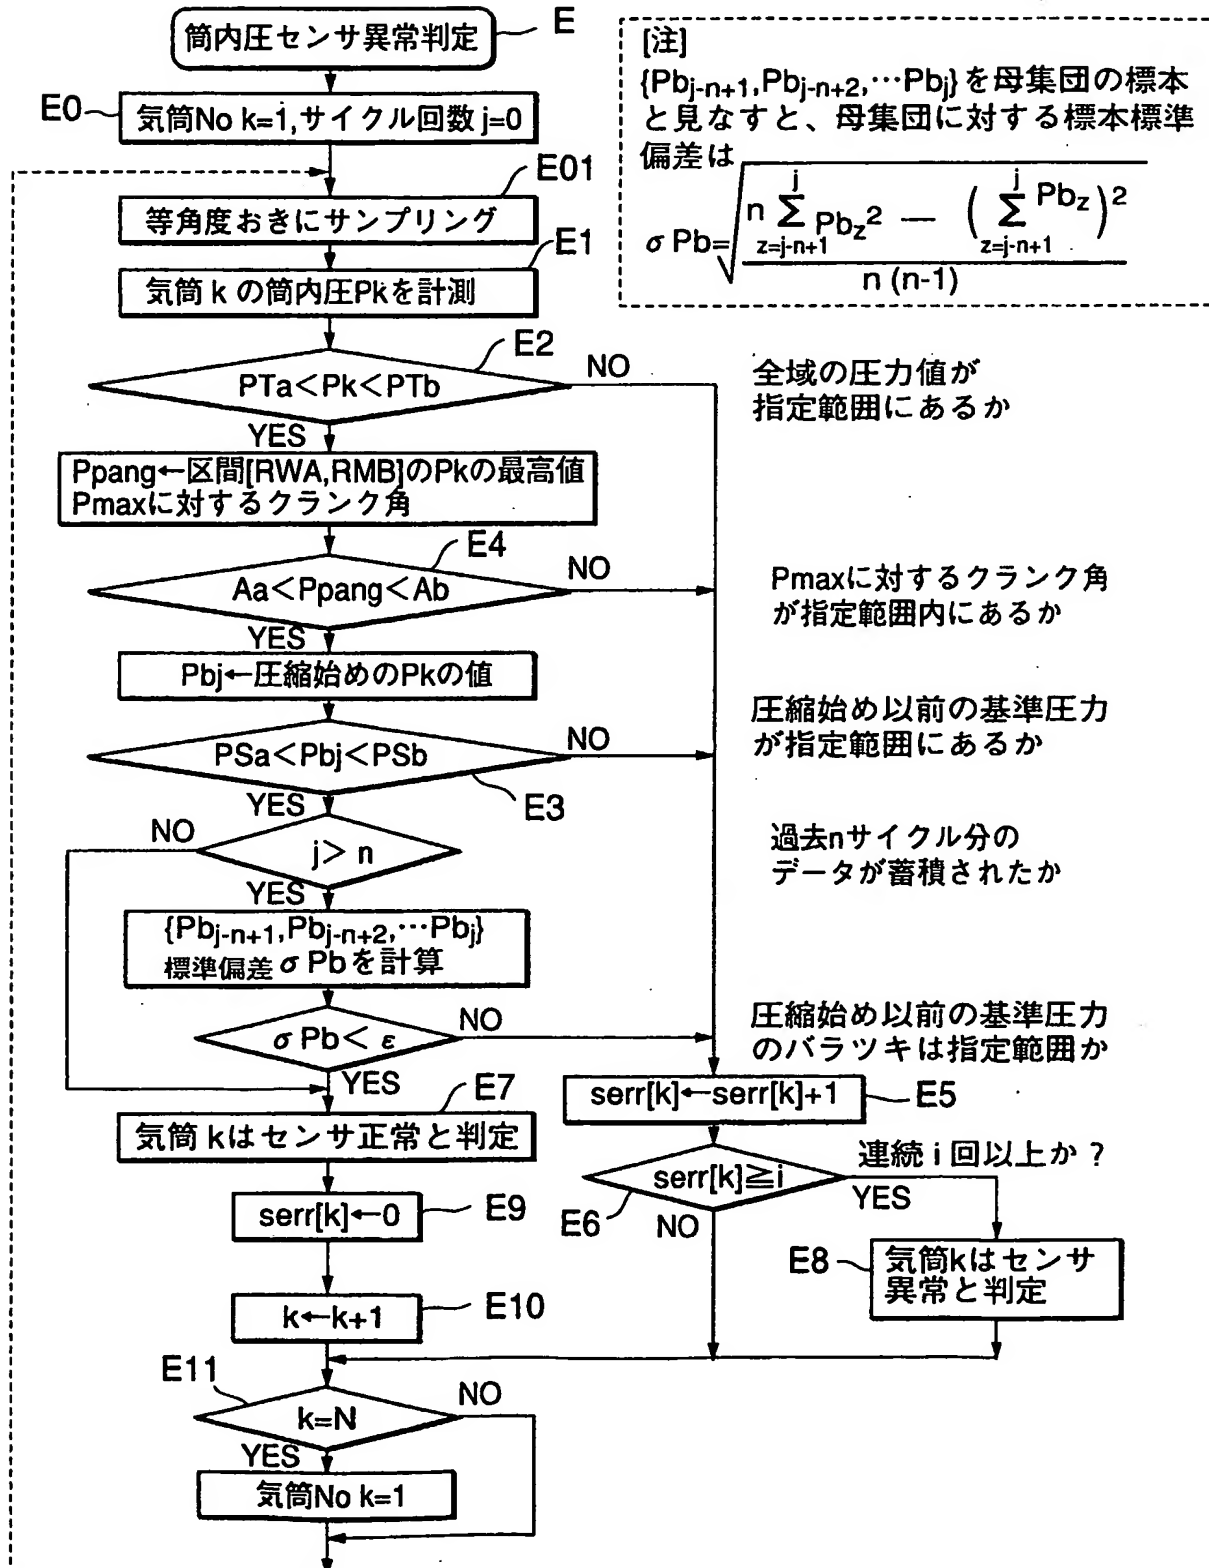 筒内圧センサ異常判定
E
[注]
{Pbj-n+1,Pbj-n+2,…Pbj}を母集団の標本
と見なすと、母集団に対する標本標準
偏差は
σ Pb=√((n Σ(z=j-n+1→j) Pbz² — (Σ(z=j-n+1→j) Pbz)²) / n (n-1))
E0
気筒No k=1,サイクル回数 j=0
E01
等角度おきにサンプリング
E1
気筒 k の筒内圧Pkを計測
E2
PTa<Pk<PTb
NO
YES
全域の圧力値が
指定範囲にあるか
Ppang←区間[RWA,RMB]のPkの最高値
Pmaxに対するクランク角
E4
Aa<Ppang<Ab
NO
YES
Pmaxに対するクランク角
が指定範囲内にあるか
Pbj←圧縮始めのPkの値
PSa<Pbj<PSb
NO
E3
YES
圧縮始め以前の基準圧力
が指定範囲にあるか
NO
j> n
YES
過去nサイクル分の
データが蓄積されたか
{Pbj-n+1,Pbj-n+2,…Pbj}
標準偏差σ Pbを計算
σ Pb< ε
NO
YES
圧縮始め以前の基準圧力
のバラツキは指定範囲か
E7
気筒 kはセンサ正常と判定
serr[k]←serr[k]+1
E5
serr[k]≧i
連続 i 回以上か?
YES
E6
NO
serr[k]←0
E9
E8
気筒kはセンサ
異常と判定
k←k+1
E10
E11
k=N
NO
YES
気筒No k=1